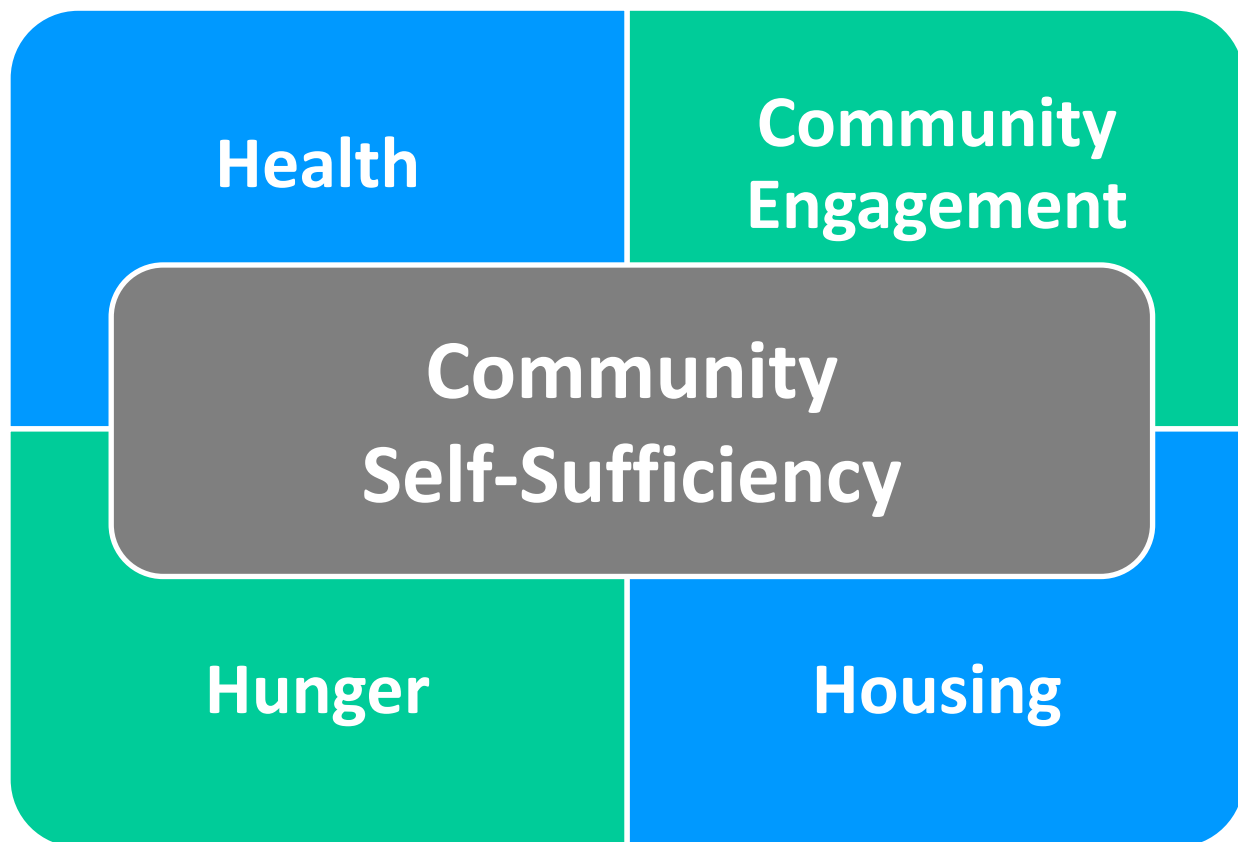 Health
Community
Engagement
Community
Self-Sufficiency
Hunger
Housing